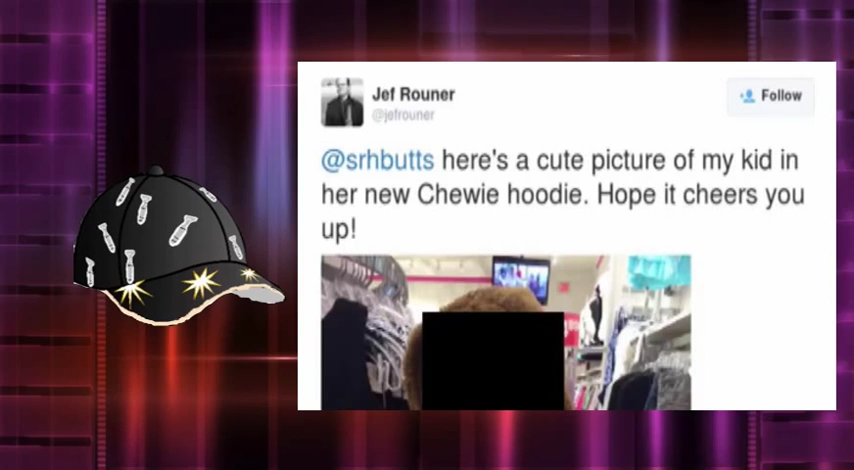 Jef Rouner
@jefrouner
Follow
@srhbutts here's a cute picture of my kid in
her new Chewie hoodie. Hope it cheers you
up!